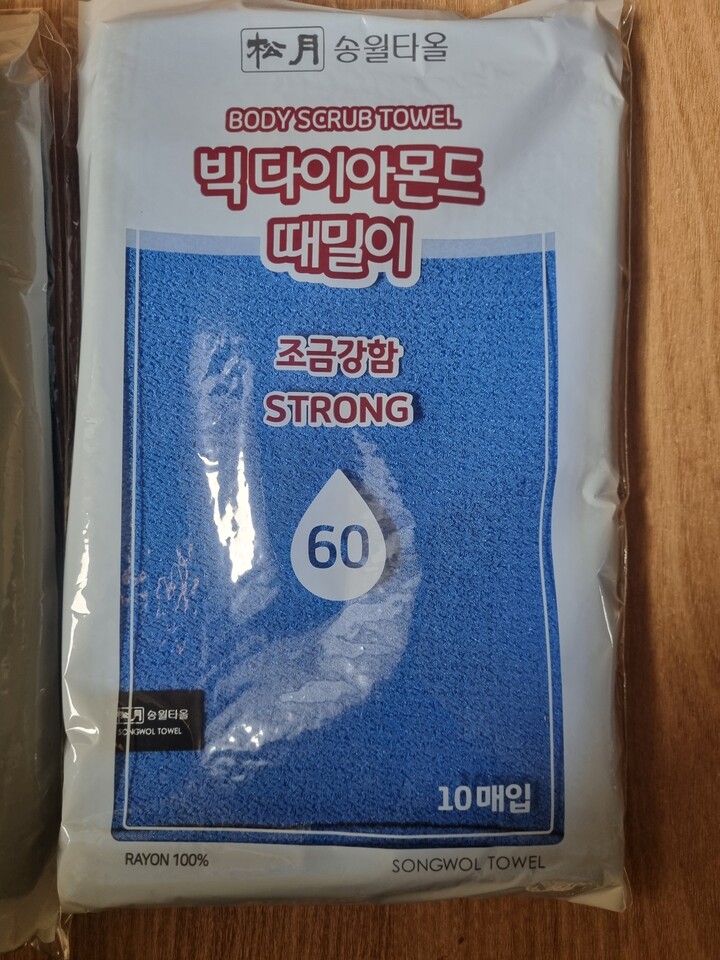 松月 송월타올
BODY SCRUB TOWEL
빅 다이아몬드
때밀이
조금강함
STRONG
60
松月 송월타올
SONGWOL TOWEL
10매입
RAYON 100%
SONGWOL TOWEL